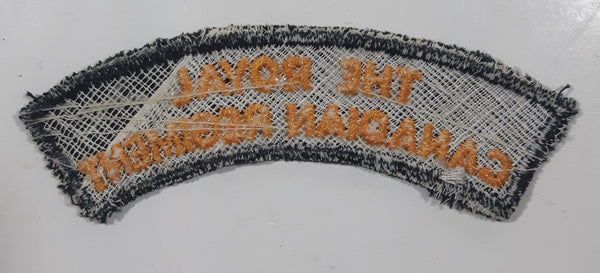 THE ROYAL
CANADIAN REGIMENT